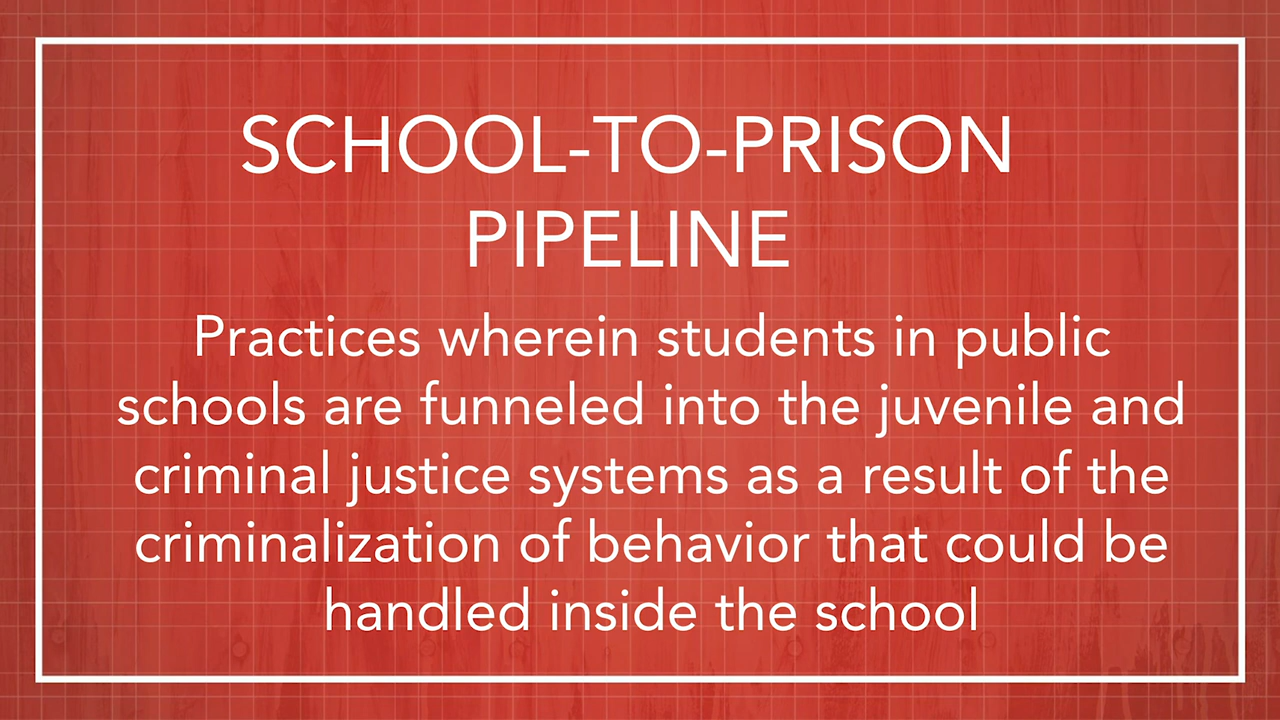 SCHOOL-TO-PRISON
PIPELINE
Practices wherein students in public
schools are funneled into the juvenile and
criminal justice systems as a result of the
criminalization of behavior that could be
handled inside the school